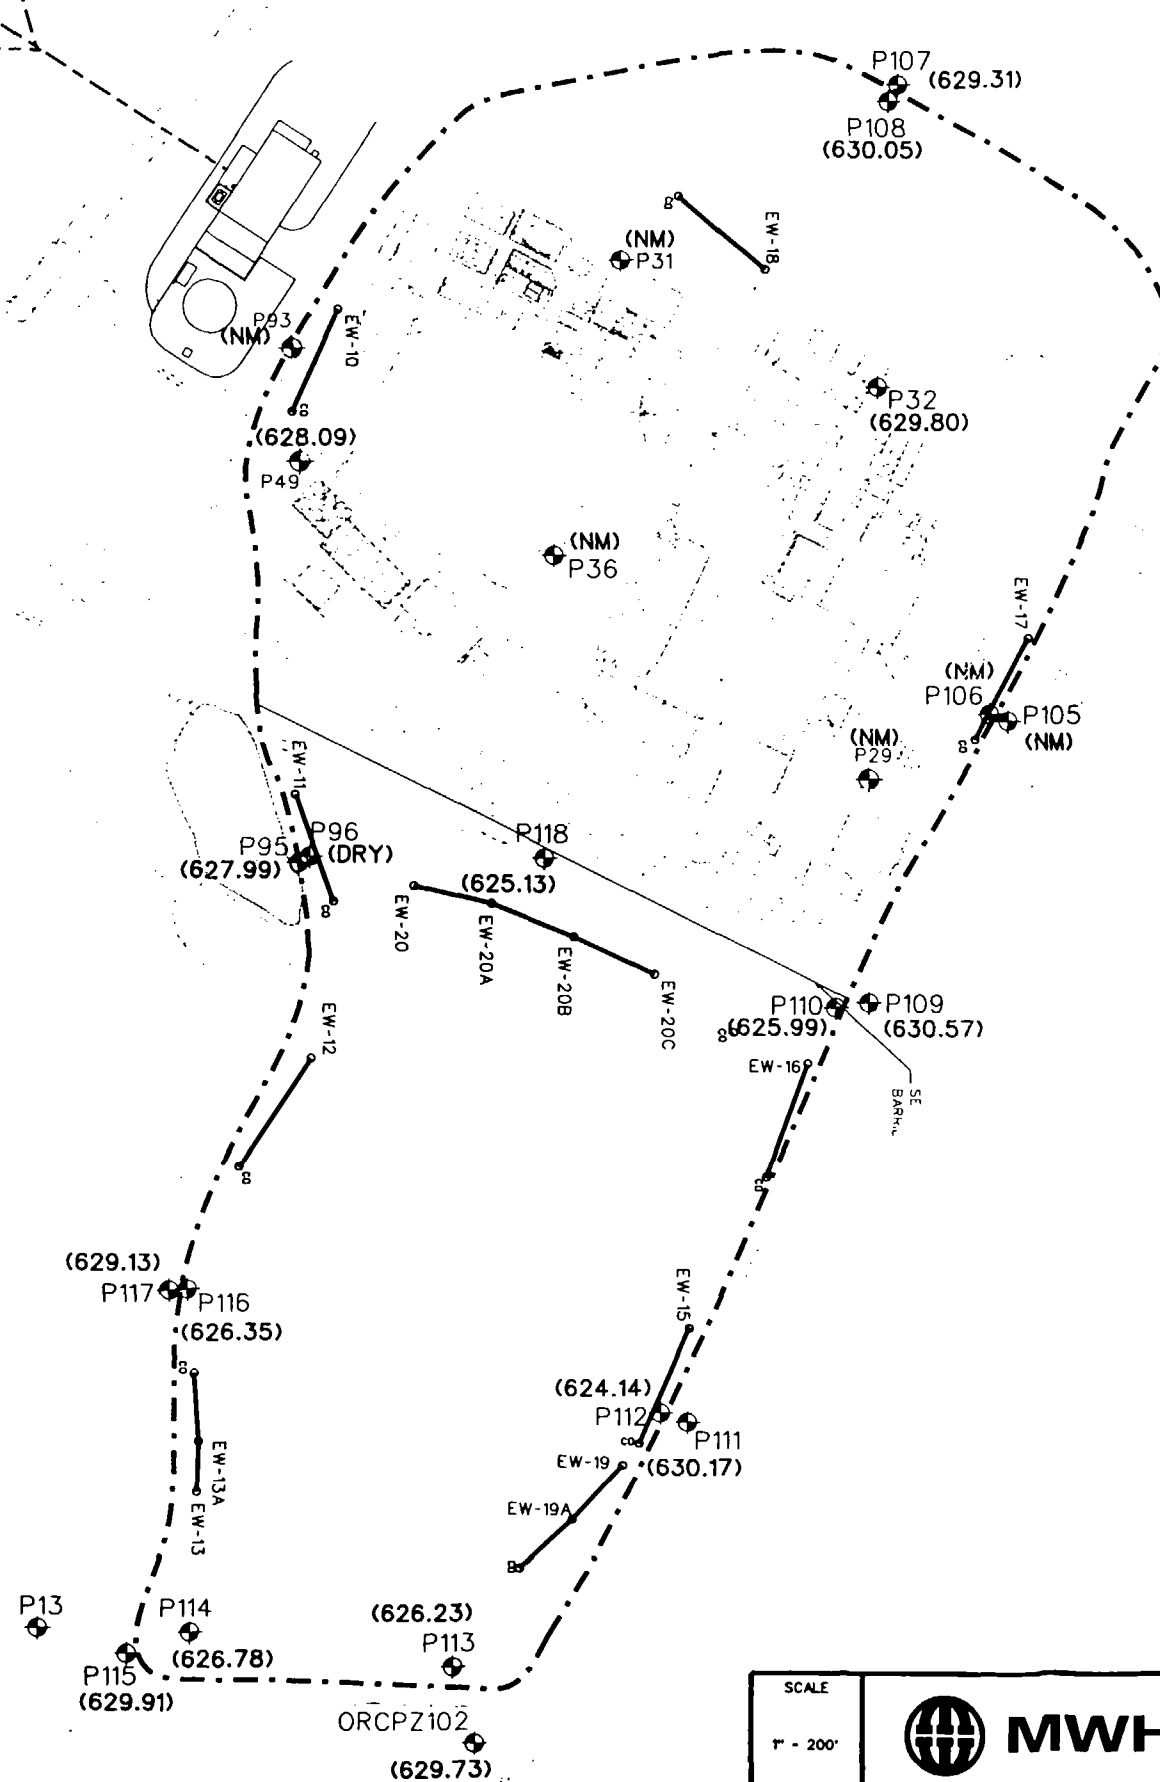 P107
(629.31)
P108
(630.05)
EW-18
(NM)
P31
P93
(NM)
EW-10
P32
(629.80)
(628.09)
P49
(NM)
P36
EW-17
(NM)
P106
P105
(NM)
(NM)
P29
EW-11
P96
(DRY)
P95
(627.99)
P118
(625.13)
EW-20
EW-20A
EW-20B
EW-20C
P110
(625.99)
P109
(630.57)
EW-12
EW-16
SE
(629.13)
P117
P116
(626.35)
EW-15
(624.14)
P112
P111
(630.17)
CO
EW-19
EW-19A
EW-13A
EW-13
P13
P114
(626.78)
P115
(629.91)
(626.23)
P113
ORCPZ102
(629.73)
SCALE
1" - 200'
MWH